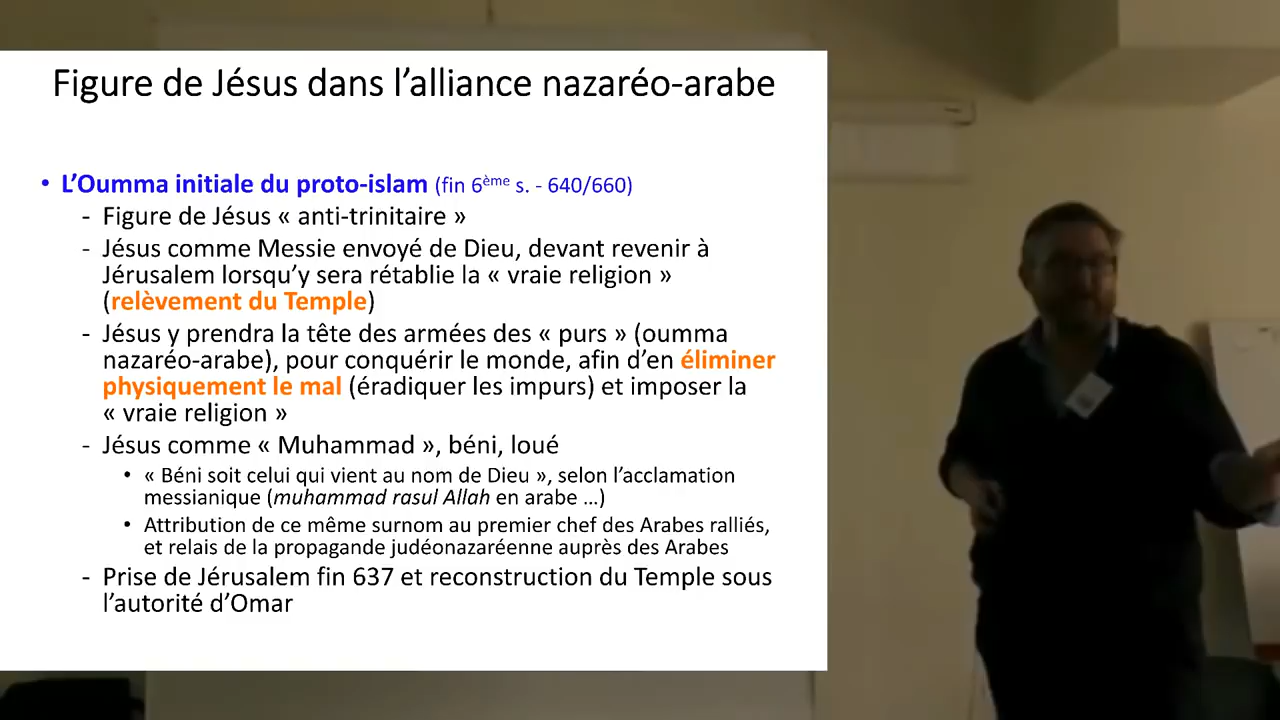 Figure de Jésus dans l’alliance nazaréo-arabe
• L’Oumma initiale du proto-islam (fin 6ème s. - 640/660)
- Figure de Jésus « anti-trinitaire »
- Jésus comme Messie envoyé de Dieu, devant revenir à
Jérusalem lorsqu’y sera rétablie la « vraie religion »
(relèvement du Temple)
- Jésus y prendra la tête des armées des « purs » (oumma
nazaréo-arabe), pour conquérir le monde, afin d’en éliminer
physiquement le mal (éradiquer les impurs) et imposer la
« vraie religion »
- Jésus comme « Muhammad », béni, loué
• « Béni soit celui qui vient au nom de Dieu », selon l’acclamation
messianique (muhammad rasul Allah en arabe …)
• Attribution de ce même surnom au premier chef des Arabes ralliés,
et relais de la propagande judéonazaréenne auprès des Arabes
- Prise de Jérusalem fin 637 et reconstruction du Temple sous
l’autorité d’Omar